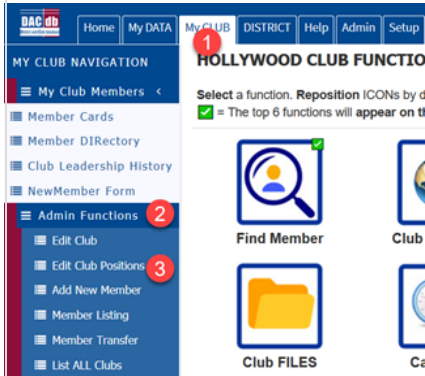 DAC db
Home
My DATA
My CLUB
DISTRICT
Help
Admin
Setup
1
MY CLUB NAVIGATION
My Club Members <
Member Cards
Member DIRectory
Club Leadership History
NewMember Form
Admin Functions 2
Edit Club
Edit Club Positions 3
Add New Member
Member Listing
Member Transfer
List ALL Clubs
HOLLYWOOD CLUB FUNCTIO
Select a function. Reposition ICONs by d
= The top 6 functions will appear on th
Find Member
Club
Club FILES
Ca